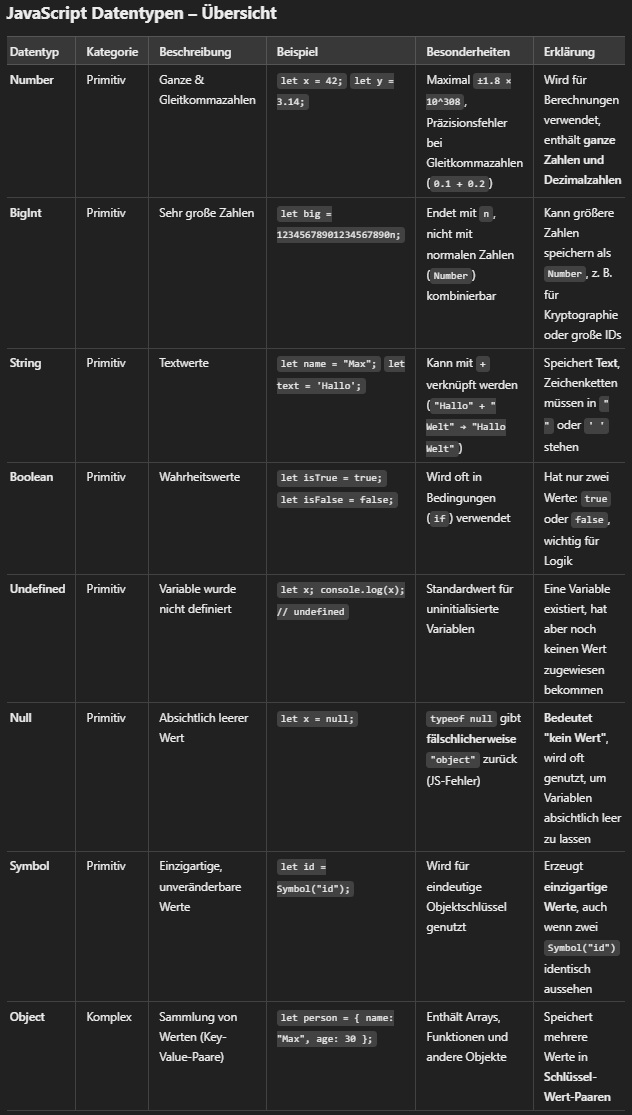 JavaScript Datentypen – Übersicht
Datentyp Kategorie Beschreibung Beispiel Besonderheiten Erklärung
Number Primitiv Ganze & let x = 42; let y = Maximal ±1.8 × Wird für
Gleitkommazahlen 3.14; 10^308, Berechnungen
Präzisionsfehler verwendet,
bei enthält ganze
Gleitkommazahlen Zahlen und
(0.1 + 0.2) Dezimalzahlen
BigInt Primitiv Sehr große Zahlen let big = Endet mit n, Kann größere
12345678901234567890n; nicht mit Zahlen
normalen Zahlen speichern als
(Number) Number, z. B.
kombinierbar für
Kryptographie
oder große IDs
String Primitiv Textwerte let name = "Max"; let Kann mit + Speichert Text,
text = 'Hallo'; verknüpft werden Zeichenketten
("Hallo" + " müssen in "
Welt" → "Hallo " oder ' '
Welt") stehen
Boolean Primitiv Wahrheitswerte let isTrue = true; Wird oft in Hat nur zwei
let isFalse = false; Bedingungen Werte: true
(if) verwendet oder false,
wichtig für
Logik
Undefined Primitiv Variable wurde let x; console.log(x); Standardwert für Eine Variable
nicht definiert // undefined uninitialisierte existiert, hat
Variablen aber noch
keinen Wert
zugewiesen
bekommen
Null Primitiv Absichtlich leerer let x = null; typeof null gibt Bedeutet
Wert fälschlicherweise "kein Wert",
"object" zurück wird oft
(JS-Fehler) genutzt, um
Variablen
absichtlich leer
zu lassen
Symbol Primitiv Einzigartige, let id = Wird für Erzeugt
unveränderbare Symbol("id"); eindeutige einzigartige
Werte Objektschlüssel Werte, auch
genutzt wenn zwei
Symbol("id")
identisch
aussehen
Object Komplex Sammlung von let person = { name: Enthält Arrays, Speichert
Werten (Key- "Max", age: 30 }; Funktionen und mehrere
Value-Paare) andere Objekte Werte in
Schlüssel-
Wert-Paaren